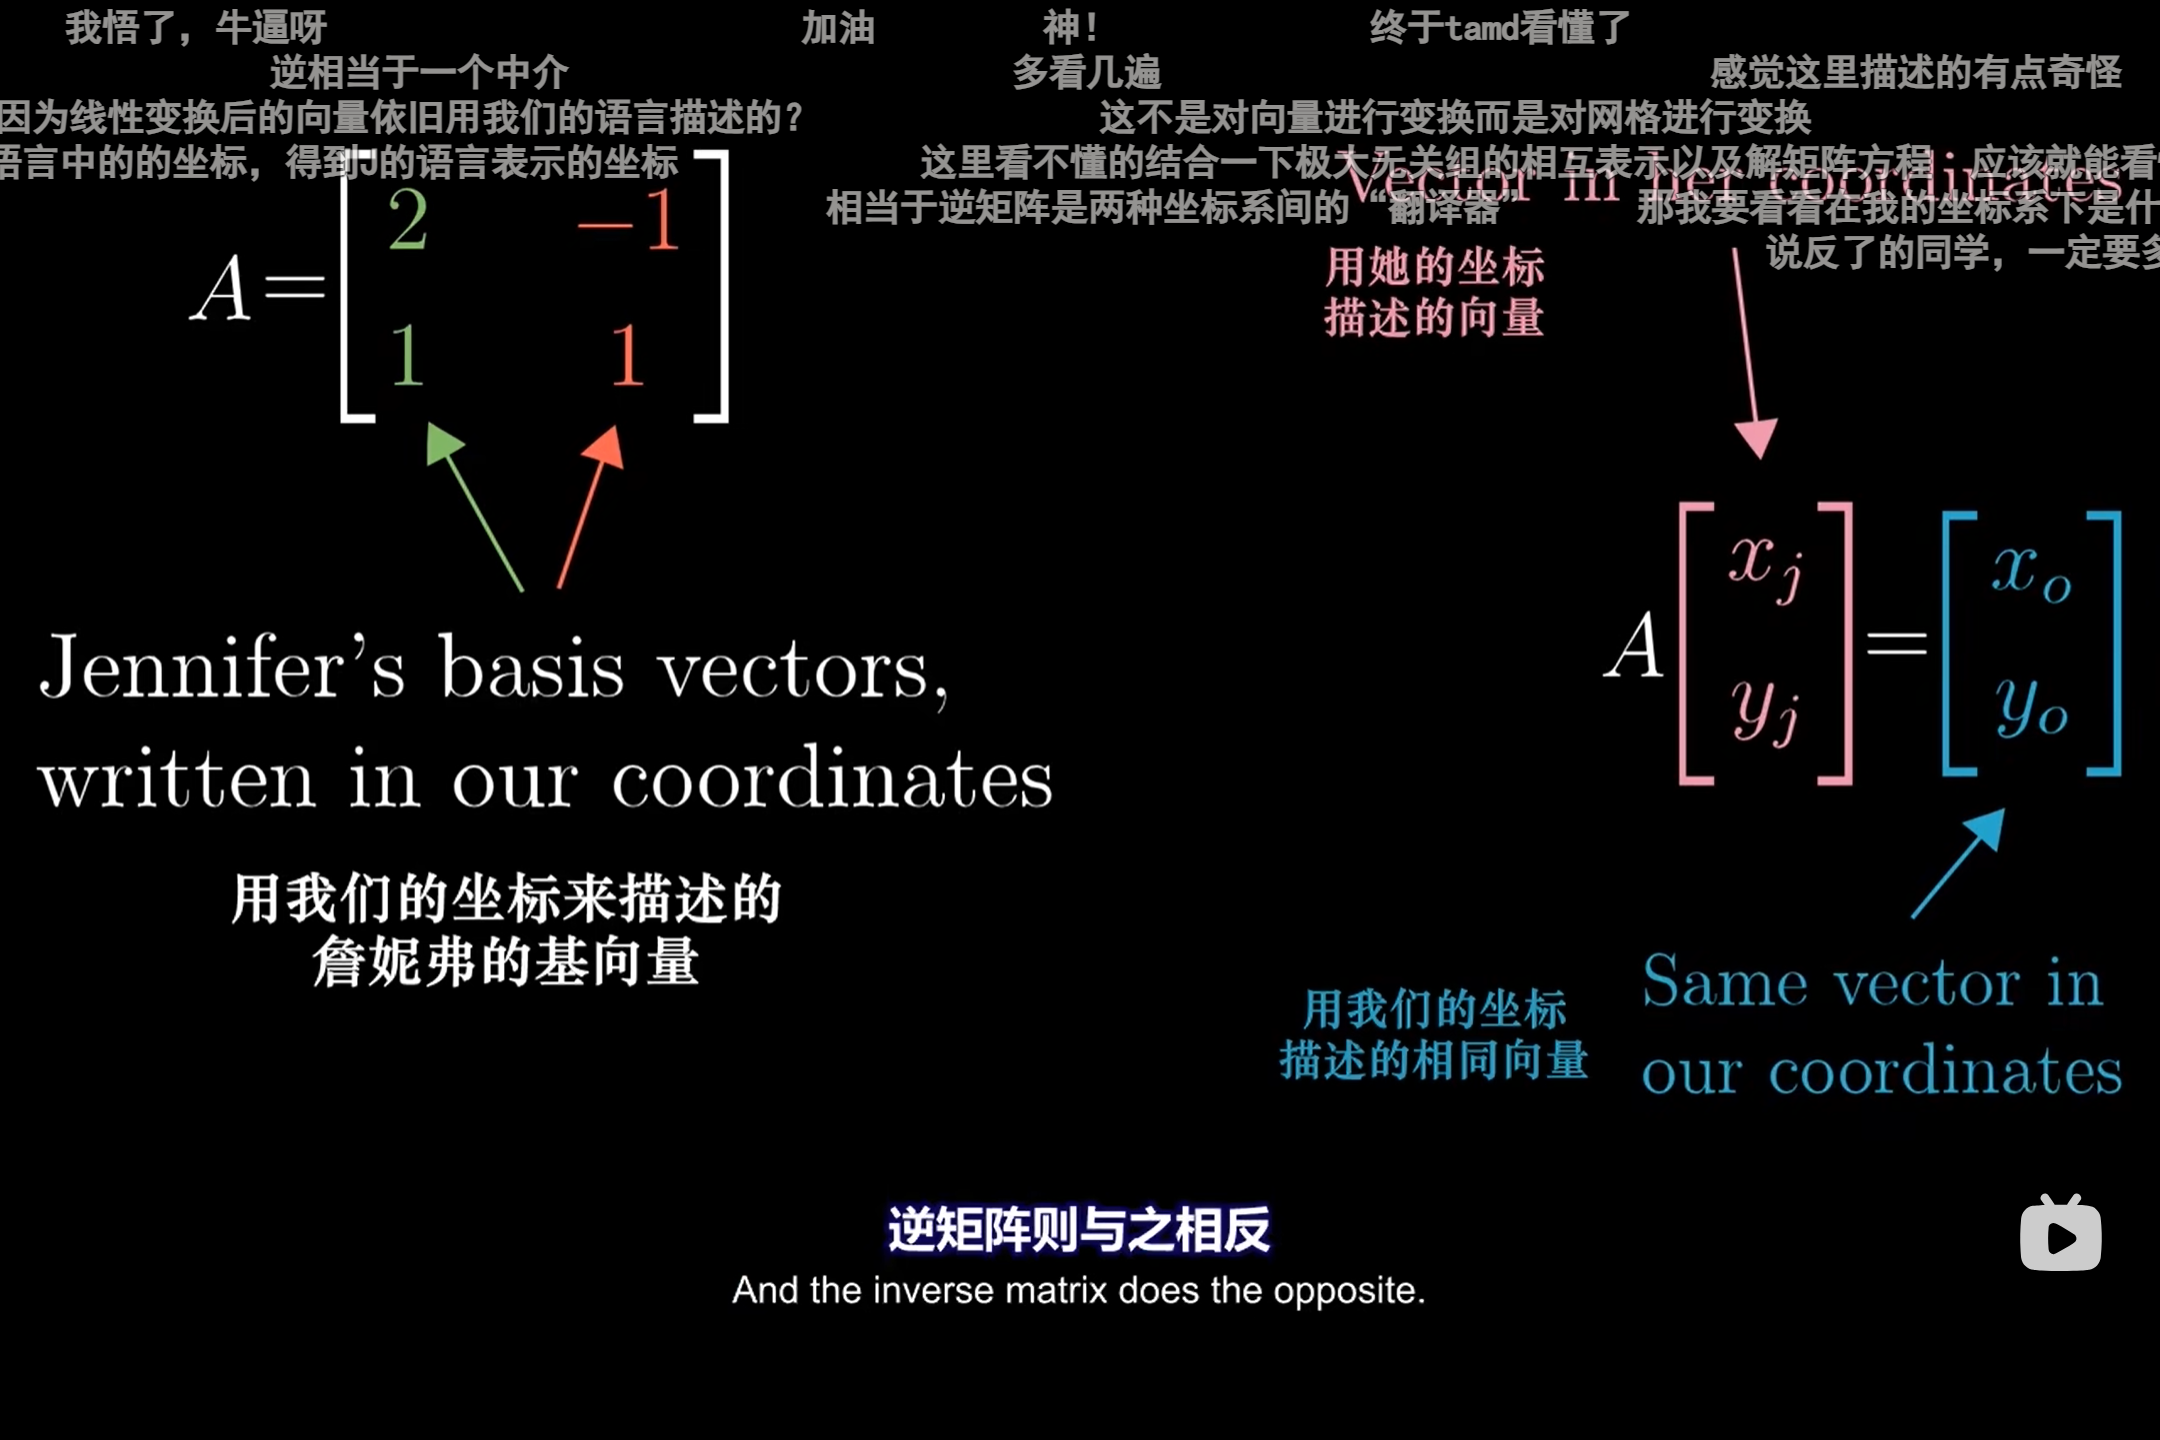 我悟了，牛逼呀
加油
神！
终于tamd看懂了
逆相当于一个中介
多看几遍
感觉这里描述的有点奇怪
因为线性变换后的向量依旧用我们的语言描述的？
这不是对向量进行变换而是对网格进行变换
语言中的的坐标，得到J的语言表示的坐标
这里看不懂的结合一下极大无关组的相互表示以及解矩阵方程
应该就能看
相当于逆矩阵是两种坐标系间的“翻译器”
那我要看看在我的坐标系下是什
说反了的同学，一定要多
Vector in her coordinates
用她的坐标
描述的向量
A=
2 −1
1 1
Jennifer's basis vectors,
written in our coordinates
用我们的坐标来描述的
詹妮弗的基向量
A [x_j y_j] = [x_o y_o]
用我们的坐标
描述的相同向量
Same vector in
our coordinates
逆矩阵则与之相反
And the inverse matrix does the opposite.